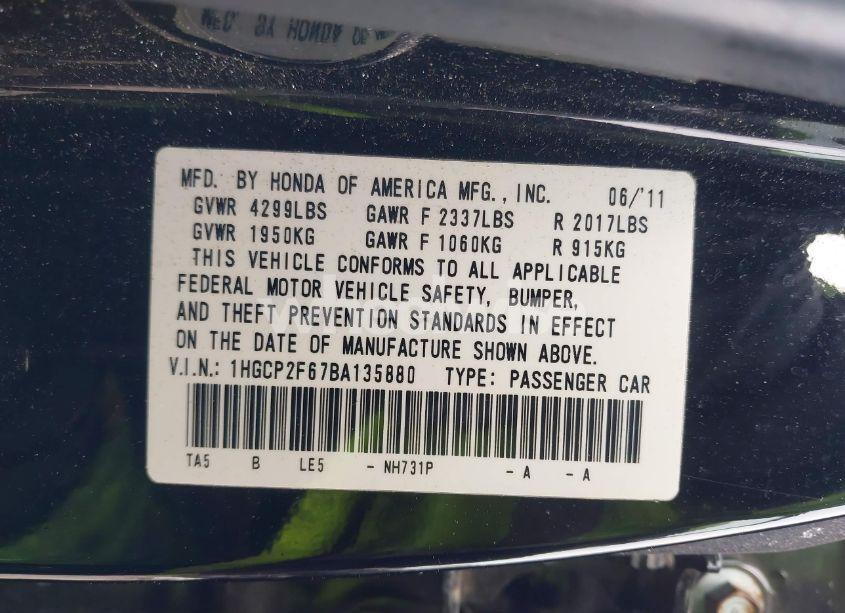 MFD. BY HONDA OF AMERICA MFG., INC. 06/'11
GVWR 4299LBS GAWR F 2337LBS R 2017LBS
GVWR 1950KG GAWR F 1060KG R 915KG
THIS VEHICLE CONFORMS TO ALL APPLICABLE
FEDERAL MOTOR VEHICLE SAFETY, BUMPER,
AND THEFT PREVENTION STANDARDS IN EFFECT
ON THE DATE OF MANUFACTURE SHOWN ABOVE.
V.I.N.: 1HGCP2F67BA135880 TYPE: PASSENGER CAR
TA5 B LE5 - NH731P - A - A